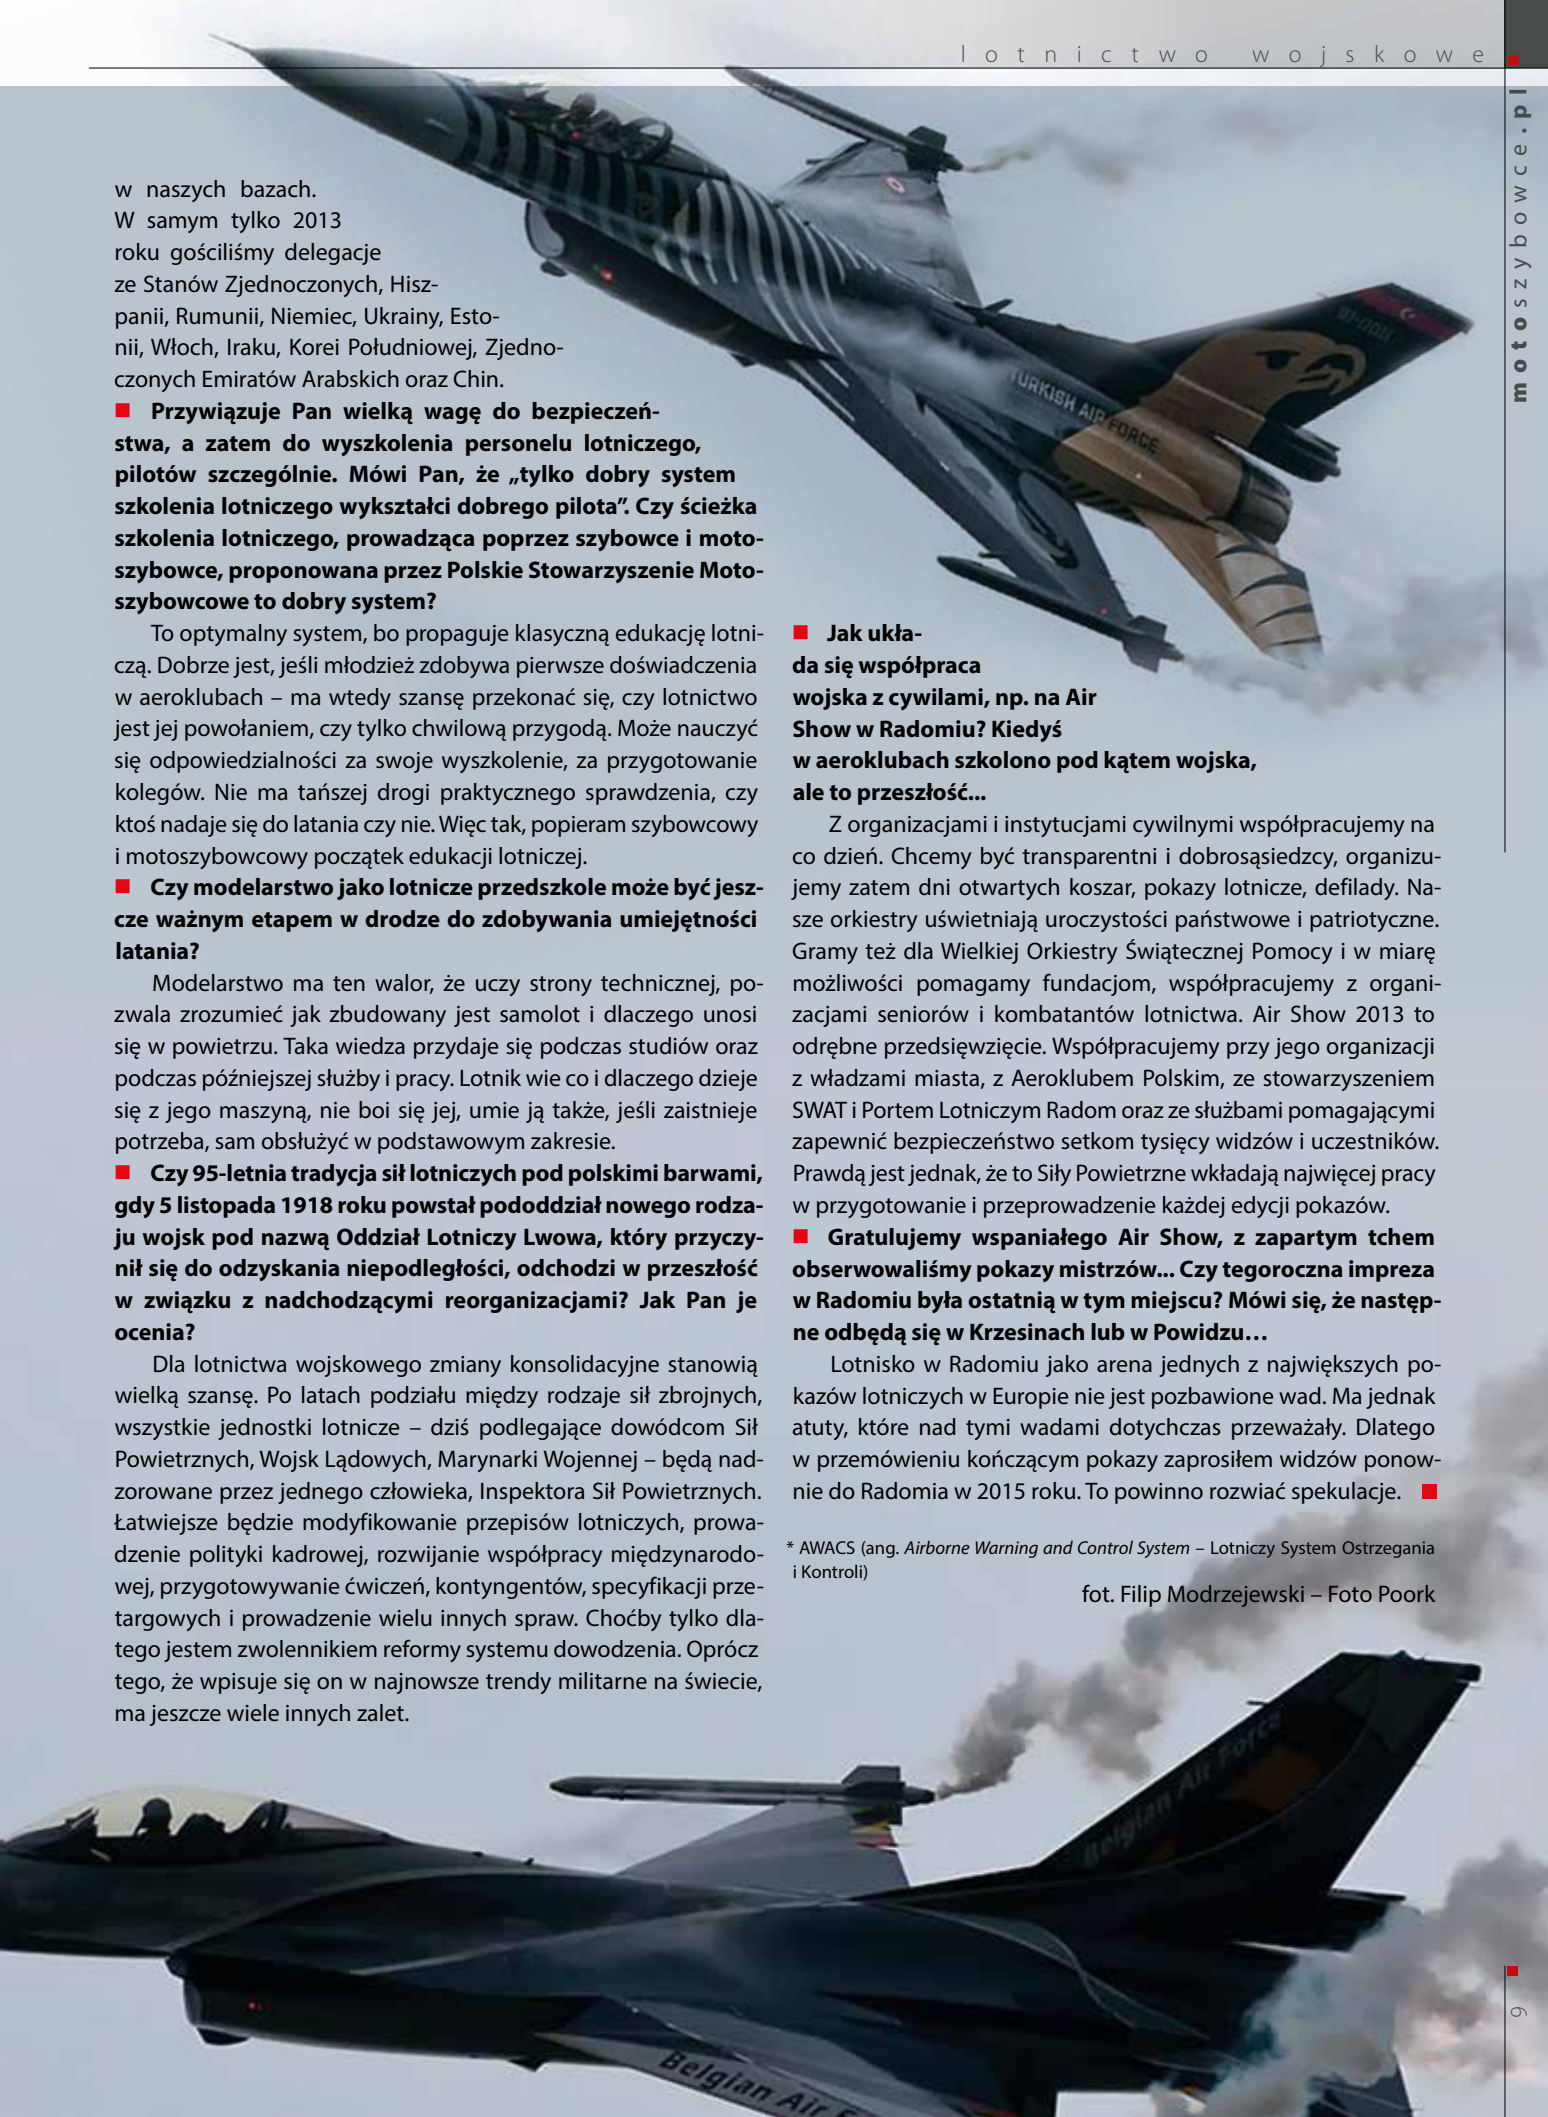 lotnictwo wojskowe
motoszybowce.pl
w naszych bazach.
W samym tylko 2013
roku gościliśmy delegacje
ze Stanów Zjednoczonych, Hisz-
panii, Rumunii, Niemiec, Ukrainy, Esto-
nii, Włoch, Iraku, Korei Południowej, Zjedno-
czonych Emiratów Arabskich oraz Chin.
Przywiązuje Pan wielką wagę do bezpieczeń-
stwa, a zatem do wyszkolenia personelu lotniczego,
pilotów szczególnie. Mówi Pan, że „tylko dobry system
szkolenia lotniczego wykształci dobrego pilota”. Czy ścieżka
szkolenia lotniczego, prowadząca poprzez szybowce i moto-
szybowce, proponowana przez Polskie Stowarzyszenie Moto-
szybowcowe to dobry system?
To optymalny system, bo propaguje klasyczną edukację lotni-
czą. Dobrze jest, jeśli młodzież zdobywa pierwsze doświadczenia
w aeroklubach – ma wtedy szansę przekonać się, czy lotnictwo
jest jej powołaniem, czy tylko chwilową przygodą. Może nauczyć
się odpowiedzialności za swoje wyszkolenie, za przygotowanie
kolegów. Nie ma tańszej drogi praktycznego sprawdzenia, czy
ktoś nadaje się do latania czy nie. Więc tak, popieram szybowcowy
i motoszybowcowy początek edukacji lotniczej.
Czy modelarstwo jako lotnicze przedszkole może być jesz-
cze ważnym etapem w drodze do zdobywania umiejętności
latania?
Modelarstwo ma ten walor, że uczy strony technicznej, po-
zwala zrozumieć jak zbudowany jest samolot i dlaczego unosi
się w powietrzu. Taka wiedza przydaje się podczas studiów oraz
podczas późniejszej służby i pracy. Lotnik wie co i dlaczego dzieje
się z jego maszyną, nie boi się jej, umie ją także, jeśli zaistnieje
potrzeba, sam obsłużyć w podstawowym zakresie.
Czy 95-letnia tradycja sił lotniczych pod polskimi barwami,
gdy 5 listopada 1918 roku powstał pododdział nowego rodza-
ju wojsk pod nazwą Oddział Lotniczy Lwowa, który przyczy-
nił się do odzyskania niepodległości, odchodzi w przeszłość
w związku z nadchodzącymi reorganizacjami? Jak Pan je
ocenia?
Dla lotnictwa wojskowego zmiany konsolidacyjne stanowią
wielką szansę. Po latach podziału między rodzaje sił zbrojnych,
wszystkie jednostki lotnicze – dziś podlegające dowódcom Sił
Powietrznych, Wojsk Lądowych, Marynarki Wojennej – będą nad-
zorowane przez jednego człowieka, Inspektora Sił Powietrznych.
Łatwiejsze będzie modyfikowanie przepisów lotniczych, prowa-
dzenie polityki kadrowej, rozwijanie współpracy międzynarodo-
wej, przygotowywanie ćwiczeń, kontyngentów, specyfikacji prze-
targowych i prowadzenie wielu innych spraw. Choćby tylko dla-
tego jestem zwolennikiem reformy systemu dowodzenia. Oprócz
tego, że wpisuje się on w najnowsze trendy militarne na świecie,
ma jeszcze wiele innych zalet.
TURKISH AIR FORCE
Jak ukła-
da się współpraca
wojska z cywilami, np. na Air
Show w Radomiu? Kiedyś
w aeroklubach szkolono pod kątem wojska,
ale to przeszłość...
Z organizacjami i instytucjami cywilnymi współpracujemy na
co dzień. Chcemy być transparentni i dobrosąsiedzcy, organizu-
jemy zatem dni otwartych koszar, pokazy lotnicze, defilady. Na-
sze orkiestry uświetniają uroczystości państwowe i patriotyczne.
Gramy też dla Wielkiej Orkiestry Świątecznej Pomocy i w miarę
możliwości pomagamy fundacjom, współpracujemy z organi-
zacjami seniorów i kombatantów lotnictwa. Air Show 2013 to
odrębne przedsięwzięcie. Współpracujemy przy jego organizacji
z władzami miasta, z Aeroklubem Polskim, ze stowarzyszeniem
SWAT i Portem Lotniczym Radom oraz ze służbami pomagającymi
zapewnić bezpieczeństwo setkom tysięcy widzów i uczestników.
Prawdą jest jednak, że to Siły Powietrzne wkładają najwięcej pracy
w przygotowanie i przeprowadzenie każdej edycji pokazów.
Gratulujemy wspaniałego Air Show, z zapartym tchem
obserwowaliśmy pokazy mistrzów... Czy tegoroczna impreza
w Radomiu była ostatnią w tym miejscu? Mówi się, że następ-
ne odbędą się w Krzesinach lub w Powidzu…
Lotnisko w Radomiu jako arena jednych z największych po-
kazów lotniczych w Europie nie jest pozbawione wad. Ma jednak
atuty, które nad tymi wadami dotychczas przeważały. Dlatego
w przemówieniu kończącym pokazy zaprosiłem widzów ponow-
nie do Radomia w 2015 roku. To powinno rozwiać spekulacje.
* AWACS (ang. Airborne Warning and Control System – Lotniczy System Ostrzegania
i Kontroli)
fot. Filip Modrzejewski – Foto Poork
Belgian Air Force
Belgian Air F
9